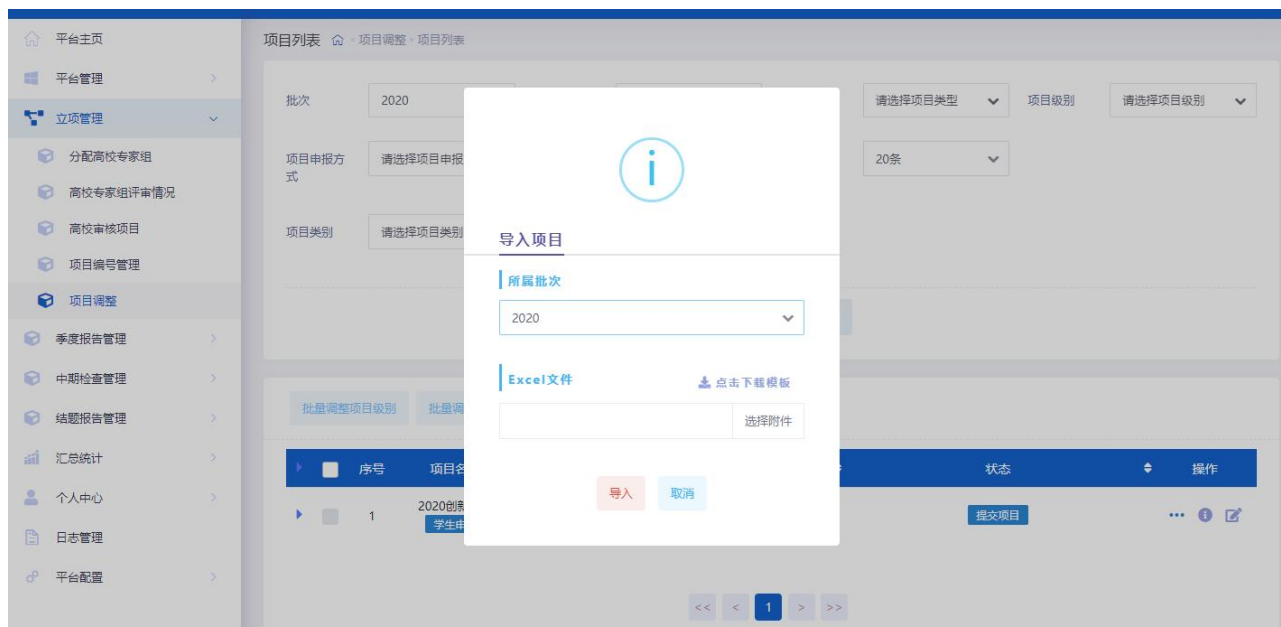 平台主页
平台管理
立项管理
分配高校专家组
高校专家组评审情况
高校审核项目
项目编号管理
项目调整
季度报告管理
中期检查管理
结题报告管理
汇总统计
个人中心
日志管理
平台配置
项目列表 - 项目调整 - 项目列表
批次 2020 请选择项目类型 项目级别 请选择项目级别
项目申报方式 请选择项目申报 20条
项目类别 请选择项目类别
导入项目
所属批次
2020
Excel文件 点击下载模板
选择附件
导入 取消
批量调整项目级别 批量调
序号 项目名 状态 操作
1 2020创新 提交项目
学生申
<< < 1 > >>